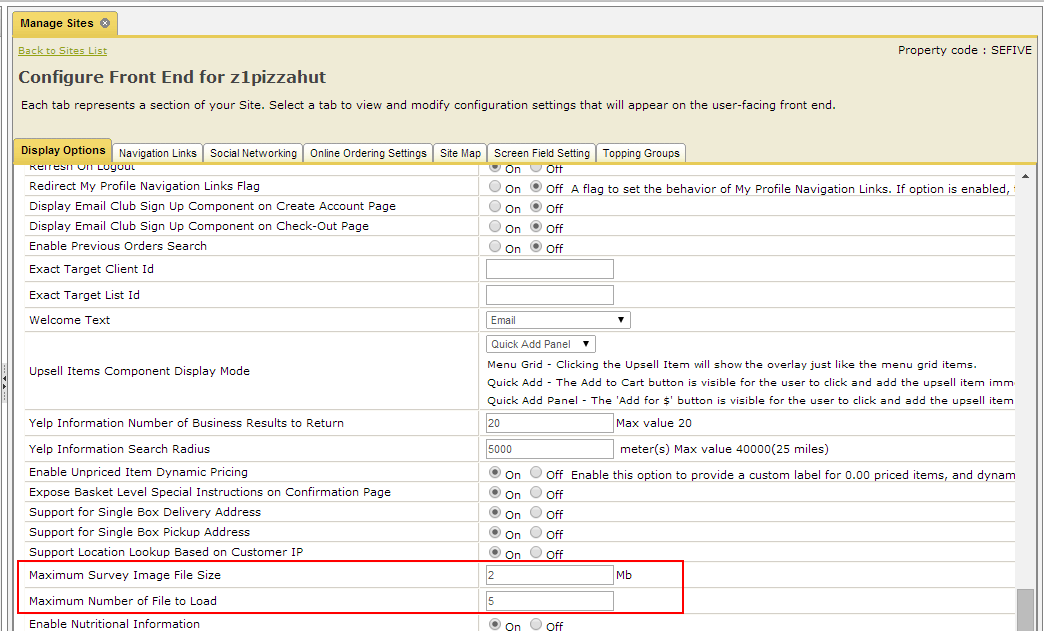 Manage Sites
Back to Sites List
Property code : SEFIVE
Configure Front End for z1pizzahut
Each tab represents a section of your Site. Select a tab to view and modify configuration settings that will appear on the user-facing front end.
Display Options Navigation Links Social Networking Online Ordering Settings Site Map Screen Field Setting Topping Groups
Refresh On Logout On Off
Redirect My Profile Navigation Links Flag On Off A flag to set the behavior of My Profile Navigation Links. If option is enabled,
Display Email Club Sign Up Component on Create Account Page On Off
Display Email Club Sign Up Component on Check-Out Page On Off
Enable Previous Orders Search On Off
Exact Target Client Id
Exact Target List Id
Welcome Text Email
Quick Add Panel
Menu Grid - Clicking the Upsell Item will show the overlay just like the menu grid items.
Upsell Items Component Display Mode
Quick Add - The Add to Cart button is visible for the user to click and add the upsell item imm
Quick Add Panel - The 'Add for $' button is visible for the user to click and add the upsell item
Yelp Information Number of Business Results to Return 20 Max value 20
Yelp Information Search Radius 5000 meter(s) Max value 40000(25 miles)
Enable Unpriced Item Dynamic Pricing On Off Enable this option to provide a custom label for 0.00 priced items, and dynam
Expose Basket Level Special Instructions on Confirmation Page On Off
Support for Single Box Delivery Address On Off
Support for Single Box Pickup Address On Off
Support Location Lookup Based on Customer IP On Off
Maximum Survey Image File Size 2 Mb
Maximum Number of File to Load 5
Enable Nutritional Information On Off